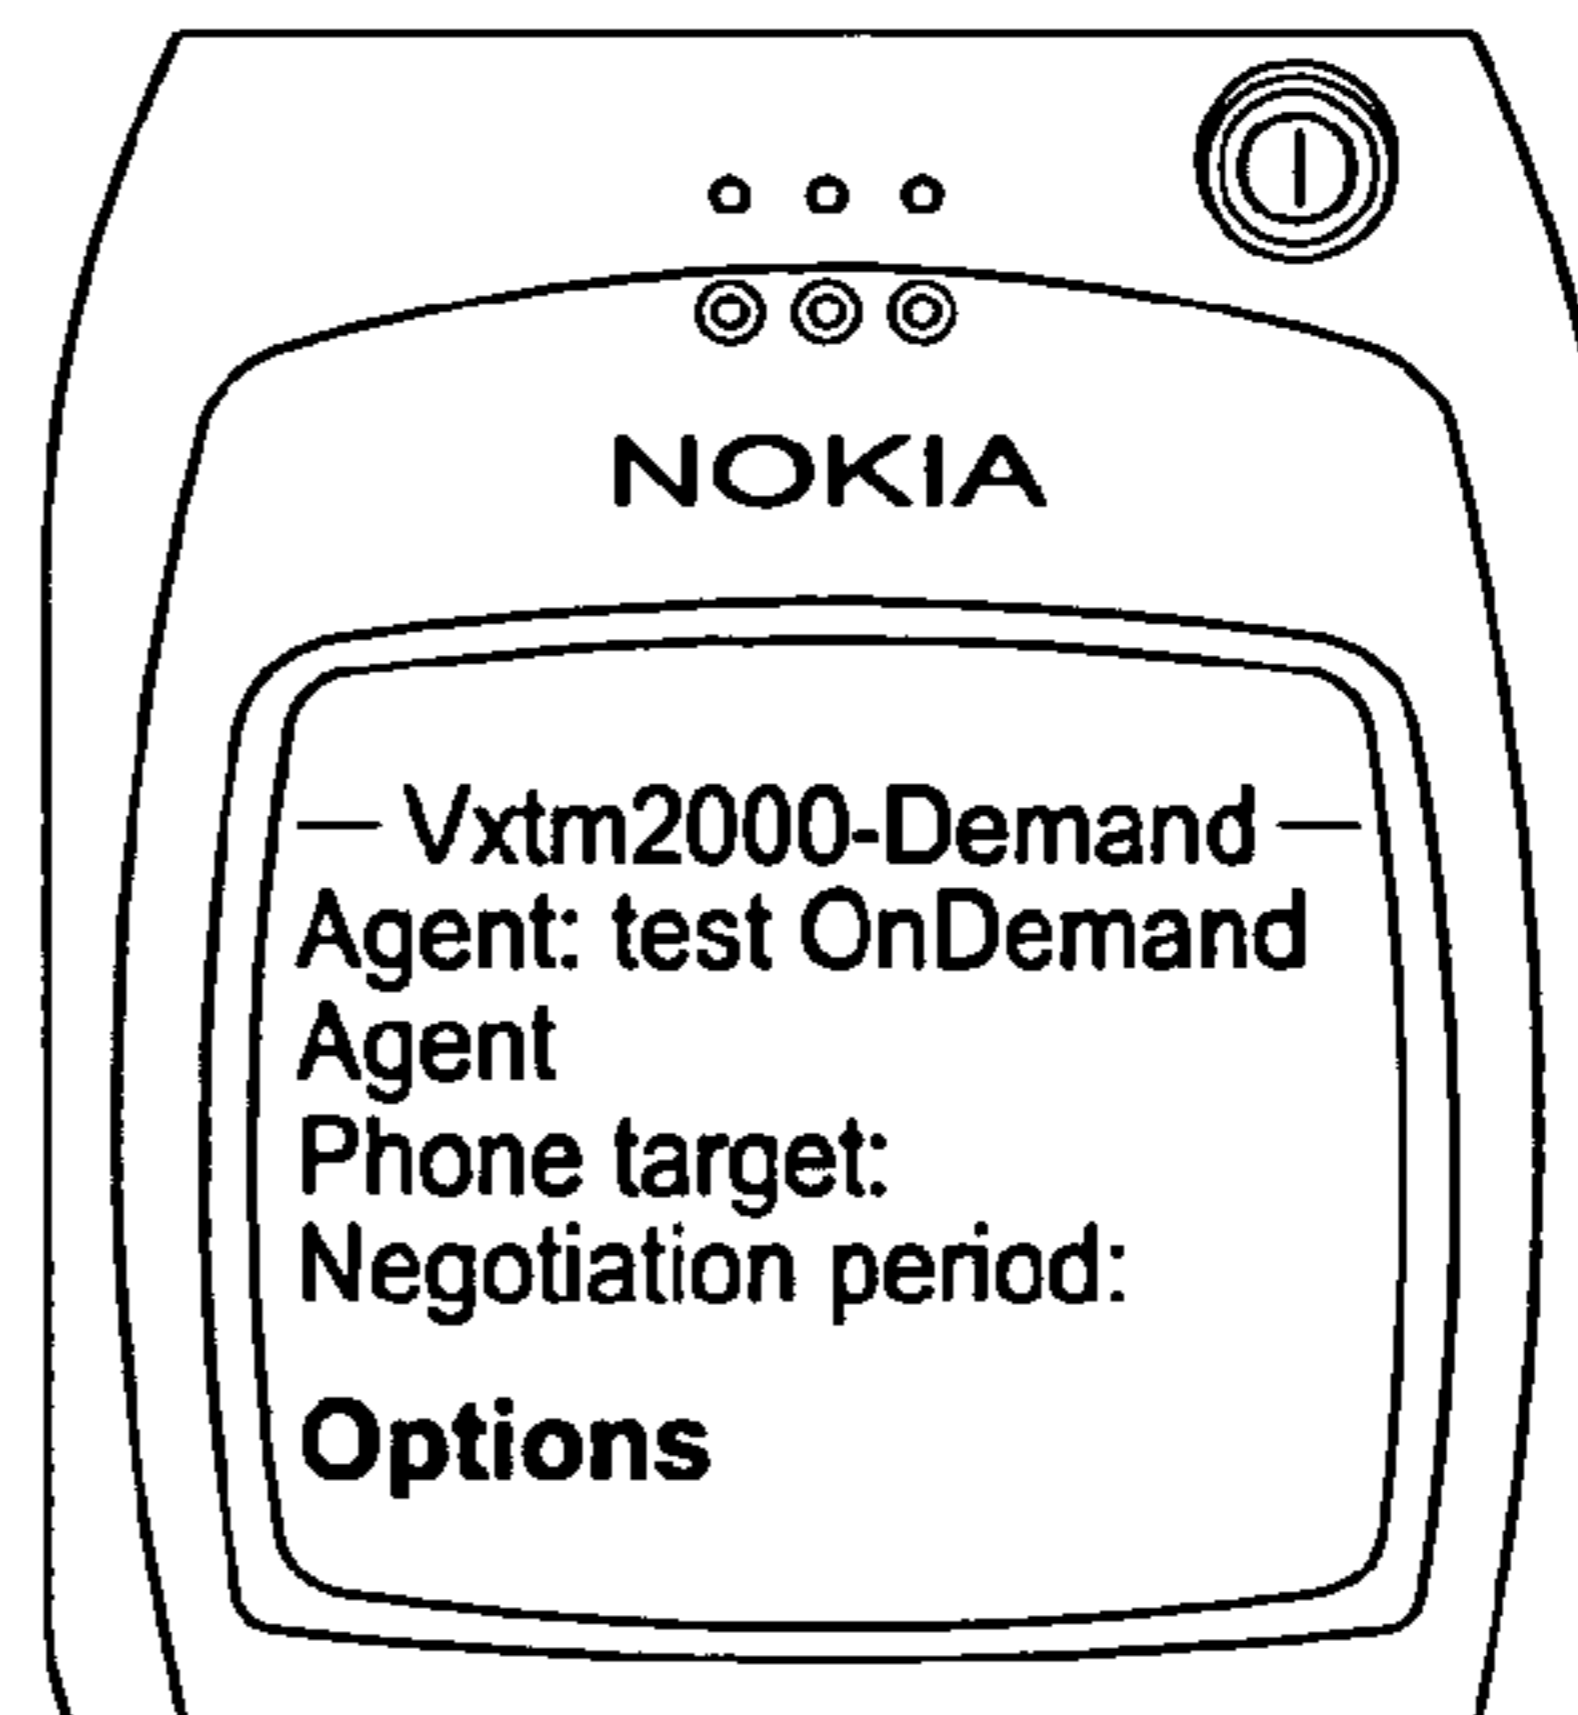 NOKIA
— Vxtm2000-Demand —
Agent: test OnDemand
Agent
Phone target:
Negotiation period:
Options